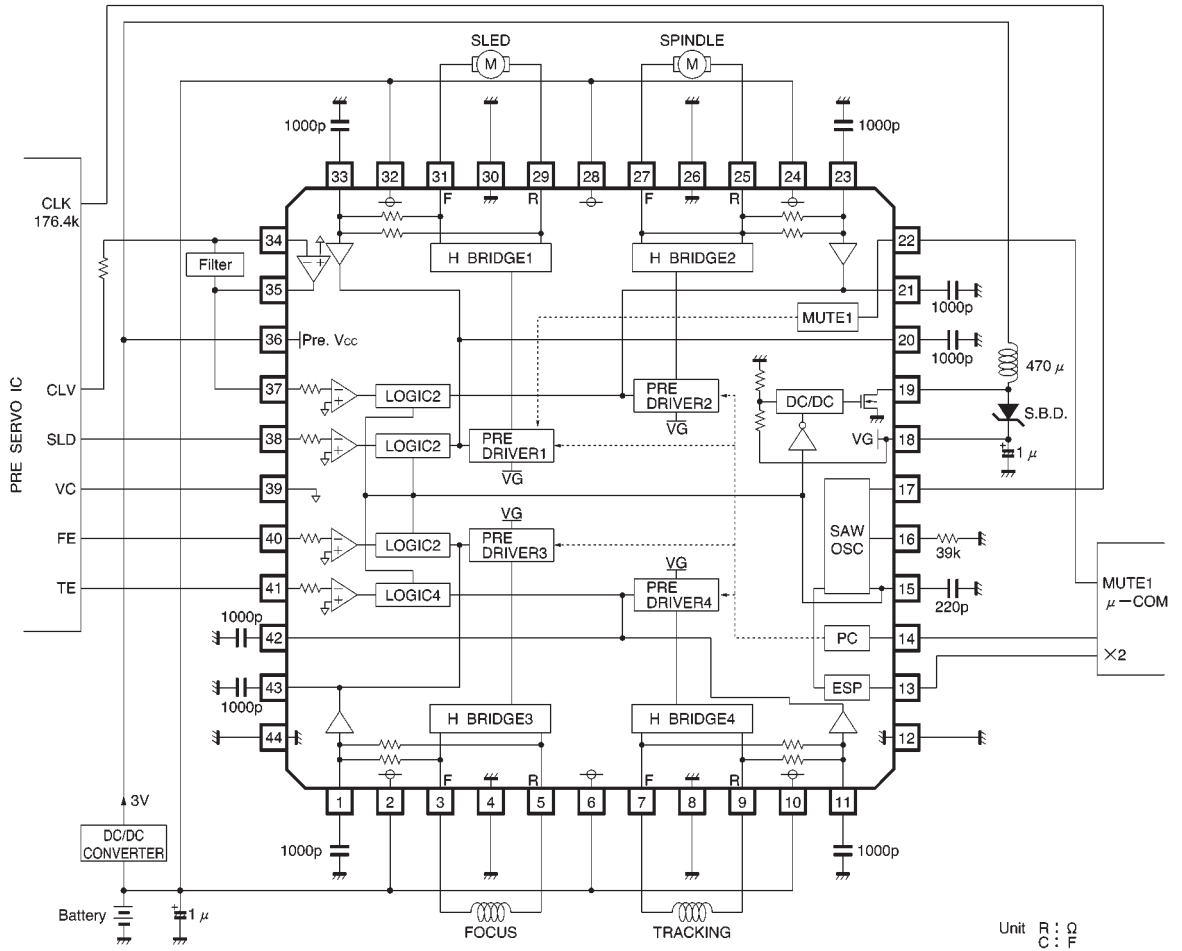 SLED
SPINDLE
M
M
1000p
1000p
33
32
31
30
29
28
27
26
25
24
23
F
R
F
R
CLK
176.4k
34
Filter
35
36
Pre. Vcc
H BRIDGE1
H BRIDGE2
22
21
1000p
MUTE1
20
1000p
470 μ
CLV
37
LOGIC2
PRE
DRIVER2
VG
DC/DC
19
S.B.D.
SLD
38
LOGIC2
PRE
DRIVER1
VG
VG
18
1 μ
PRE SERVO IC
VC
39
17
SAW
OSC
VG
FE
40
LOGIC2
PRE
DRIVER3
16
39k
VG
TE
41
LOGIC4
PRE
DRIVER4
15
220p
MUTE1
μ-COM
1000p
42
PC
14
×2
43
1000p
ESP
13
H BRIDGE3
H BRIDGE4
44
12
F
R
F
R
1
2
3
4
5
6
7
8
9
10
11
3V
DC/DC
CONVERTER
1000p
1000p
Battery
1 μ
FOCUS
TRACKING
Unit R : Ω
C : F
+
+
−
+
−
+
−
+
−
+
−
+